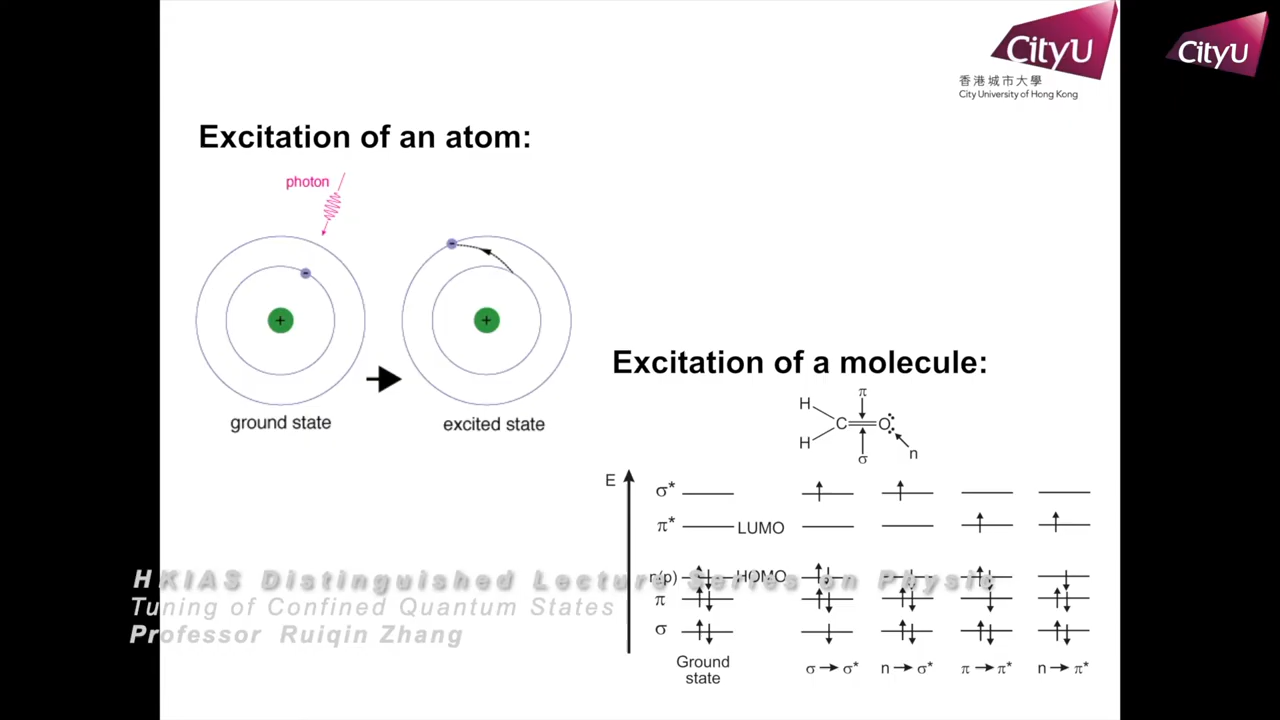 CityU
香港城市大學
City University of Hong Kong
CityU
Excitation of an atom:
photon
-
+
-
+
ground state
excited state
Excitation of a molecule:
π
H
C
O
H
σ
n
E
σ*
π*
LUMO
n(p)
HOMO
π
σ
Ground
state
σ → σ*
n → σ*
π → π*
n → π*
HKIAS Distinguished Lecture Series on Physic
Tuning of Confined Quantum States
Professor Ruiqin Zhang